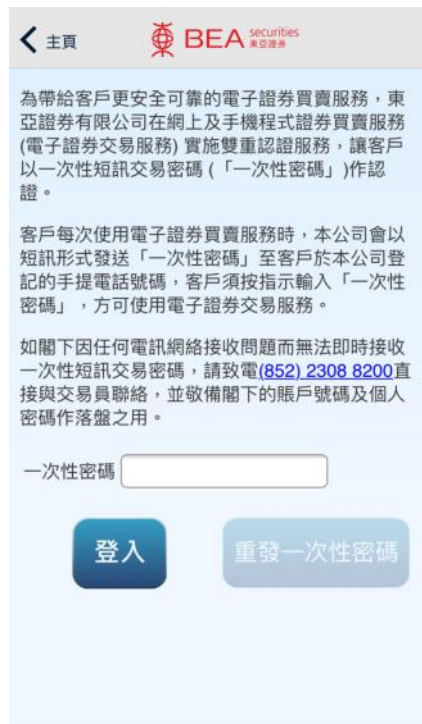 主頁
BEA securities
東亞證券
為帶給客戶更安全可靠的電子證券買賣服務，東
亞證券有限公司在網上及手機程式證券買賣服務
(電子證券交易服務) 實施雙重認證服務，讓客戶
以一次性短訊交易密碼 (「一次性密碼」)作認
證。
客戶每次使用電子證券買賣服務時，本公司會以
短訊形式發送「一次性密碼」至客戶於本公司登
記的手提電話號碼，客戶須按指示輸入「一次性
密碼」，方可使用電子證券交易服務。
如閣下因任何電訊網絡接收問題而無法即時接收
一次性短訊交易密碼，請致電(852) 2308 8200直
接與交易員聯絡，並敬備閣下的賬戶號碼及個人
密碼作落盤之用。
一次性密碼
登入
重發一次性密碼